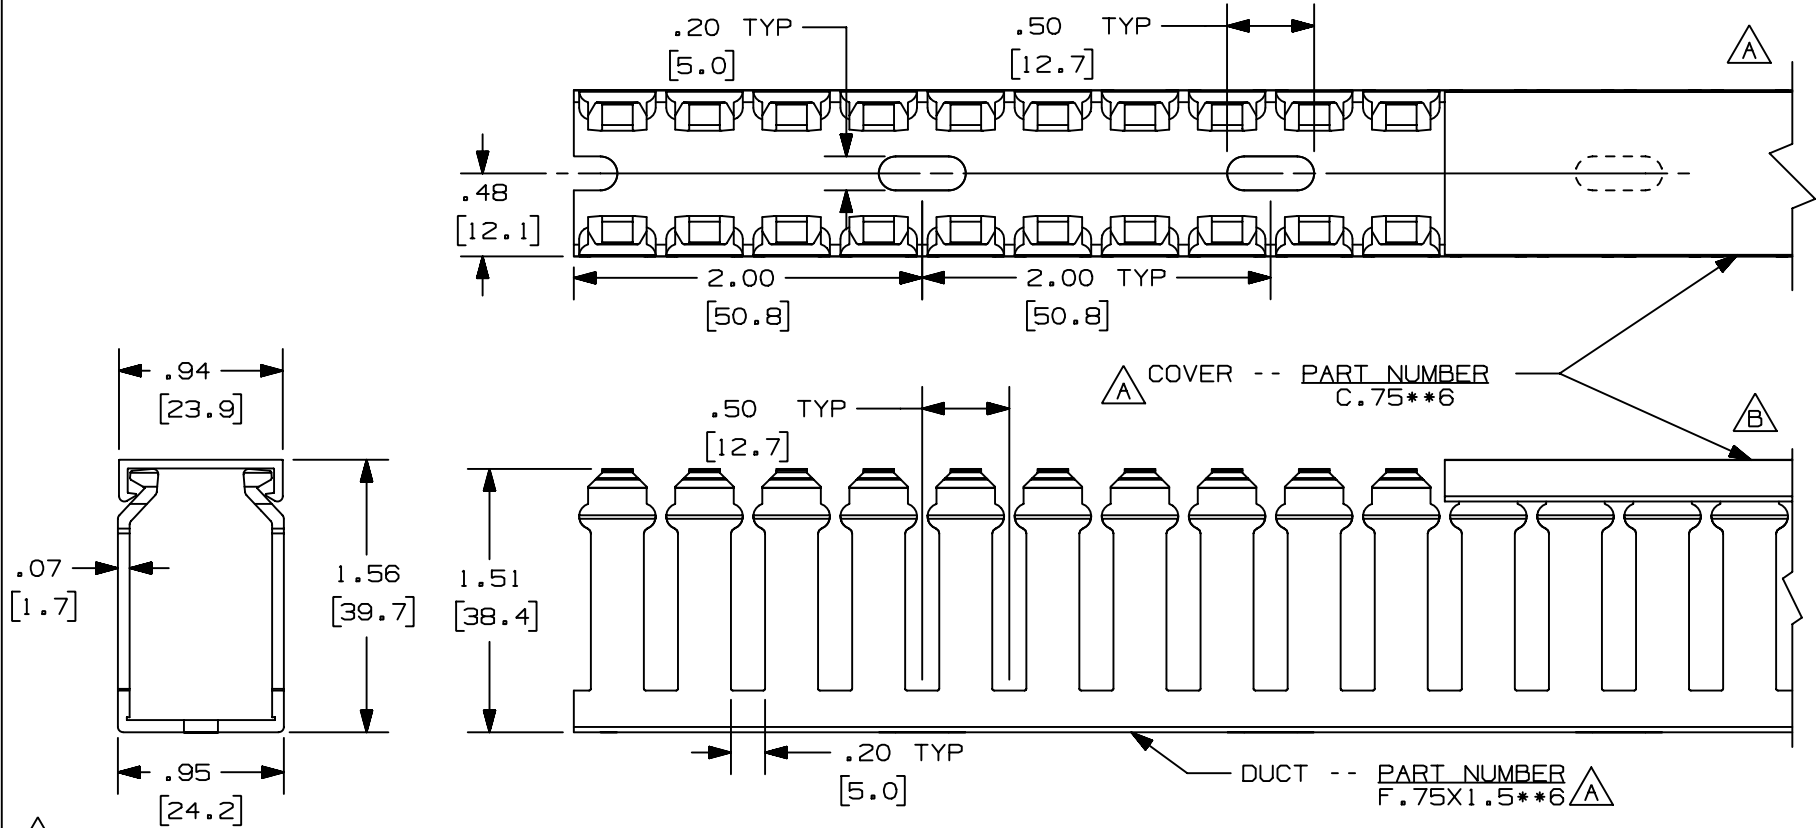 .20 TYP
[5.0]
.50 TYP
[12.7]
A
.48
[12.1]
2.00
[50.8]
2.00 TYP
[50.8]
A COVER -- PART NUMBER
C.75**6
.94
[23.9]
.50 TYP
[12.7]
B
.07
[1.7]
1.56
[39.7]
1.51
[38.4]
.95
[24.2]
.20 TYP
[5.0]
DUCT -- PART NUMBER
F.75X1.5**6 A